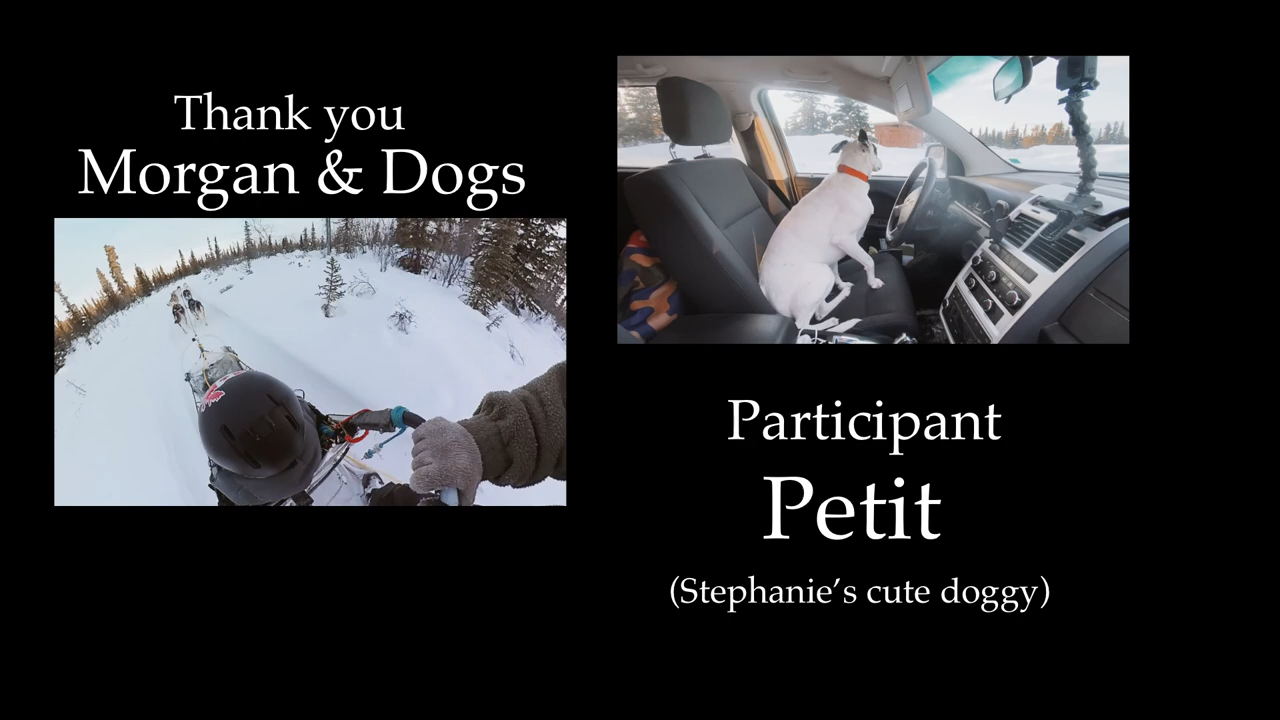 Thank you
Morgan & Dogs
Participant
Petit
(Stephanie’s cute doggy)